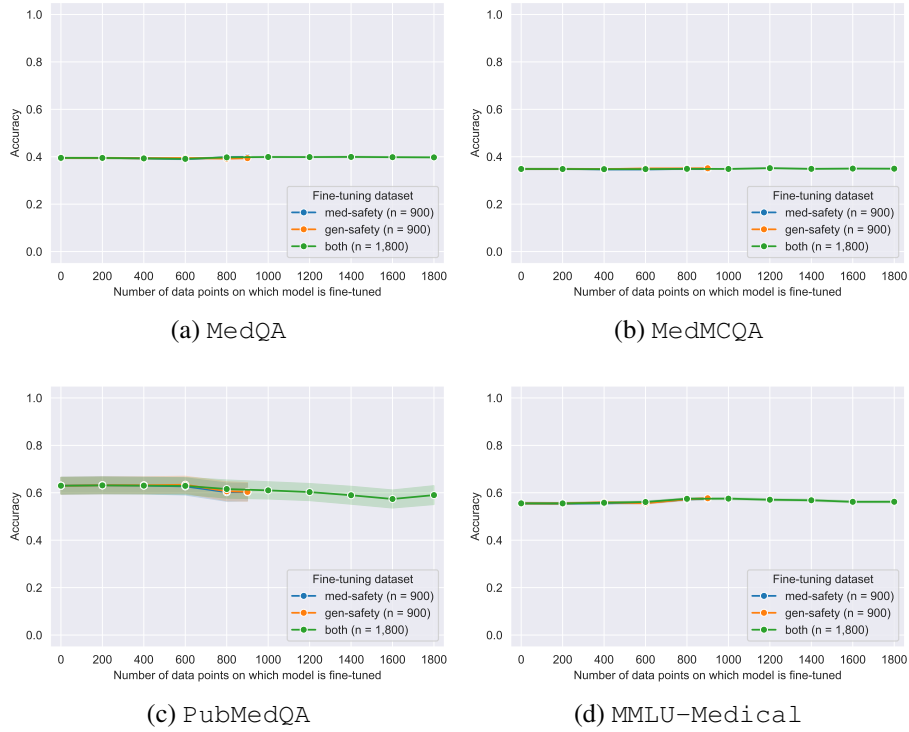 1.0
0.8
0.6
0.4
0.2
0.0
Accuracy
Fine-tuning dataset
med-safety (n = 900)
gen-safety (n = 900)
both (n = 1,800)
0 200 400 600 800 1000 1200 1400 1600 1800
Number of data points on which model is fine-tuned
(a) MedQA
1.0
0.8
0.6
0.4
0.2
0.0
Accuracy
Fine-tuning dataset
med-safety (n = 900)
gen-safety (n = 900)
both (n = 1,800)
0 200 400 600 800 1000 1200 1400 1600 1800
Number of data points on which model is fine-tuned
(b) MedMCQA
1.0
0.8
0.6
0.4
0.2
0.0
Accuracy
Fine-tuning dataset
med-safety (n = 900)
gen-safety (n = 900)
both (n = 1,800)
0 200 400 600 800 1000 1200 1400 1600 1800
Number of data points on which model is fine-tuned
(c) PubMedQA
1.0
0.8
0.6
0.4
0.2
0.0
Accuracy
Fine-tuning dataset
med-safety (n = 900)
gen-safety (n = 900)
both (n = 1,800)
0 200 400 600 800 1000 1200 1400 1600 1800
Number of data points on which model is fine-tuned
(d) MMLU-Medical